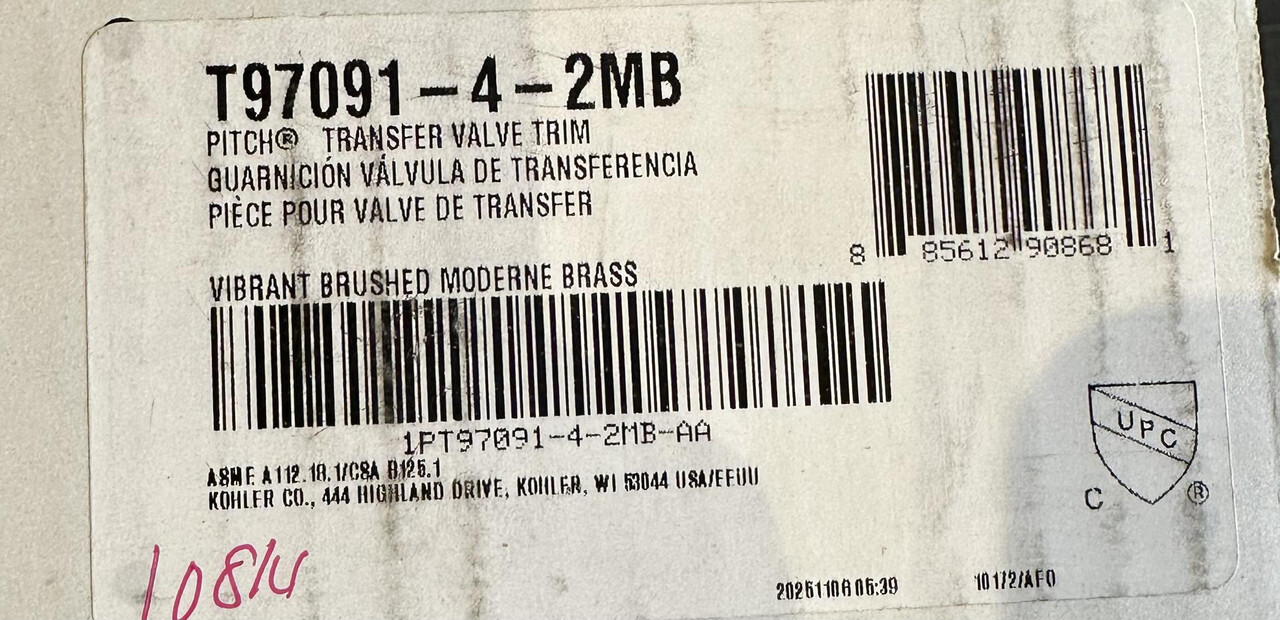 T97091-4-2MB
PITCH® TRANSFER VALVE TRIM
GUARNICIÓN VÁLVULA DE TRANSFERENCIA
PIÈCE POUR VALVE DE TRANSFER
8 85612 90868 1
VIBRANT BRUSHED MODERNE BRASS
1PT97091-4-2MB-AA
ASME A112.18.1/CSA B125.1
KOHLER CO., 444 HIGHLAND DRIVE, KOHLER, WI 53044 USA/EEUU
UPC
C ®
06:39